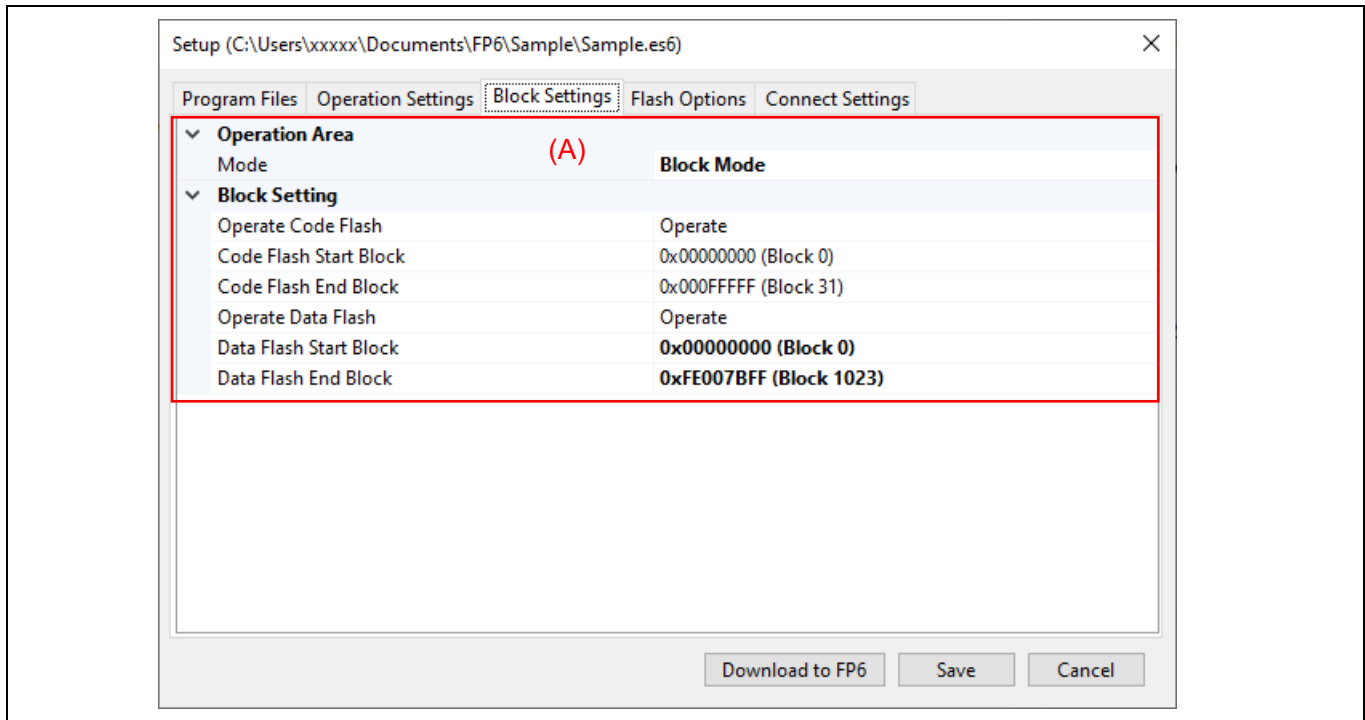 Setup (C:\Users\xxxxx\Documents\FP6\Sample\Sample.es6)
Program Files Operation Settings Block Settings Flash Options Connect Settings
Operation Area
(A)
Mode Block Mode
Block Setting
Operate Code Flash Operate
Code Flash Start Block 0x00000000 (Block 0)
Code Flash End Block 0x000FFFFF (Block 31)
Operate Data Flash Operate
Data Flash Start Block 0x00000000 (Block 0)
Data Flash End Block 0xFE007BFF (Block 1023)
Download to FP6 Save Cancel